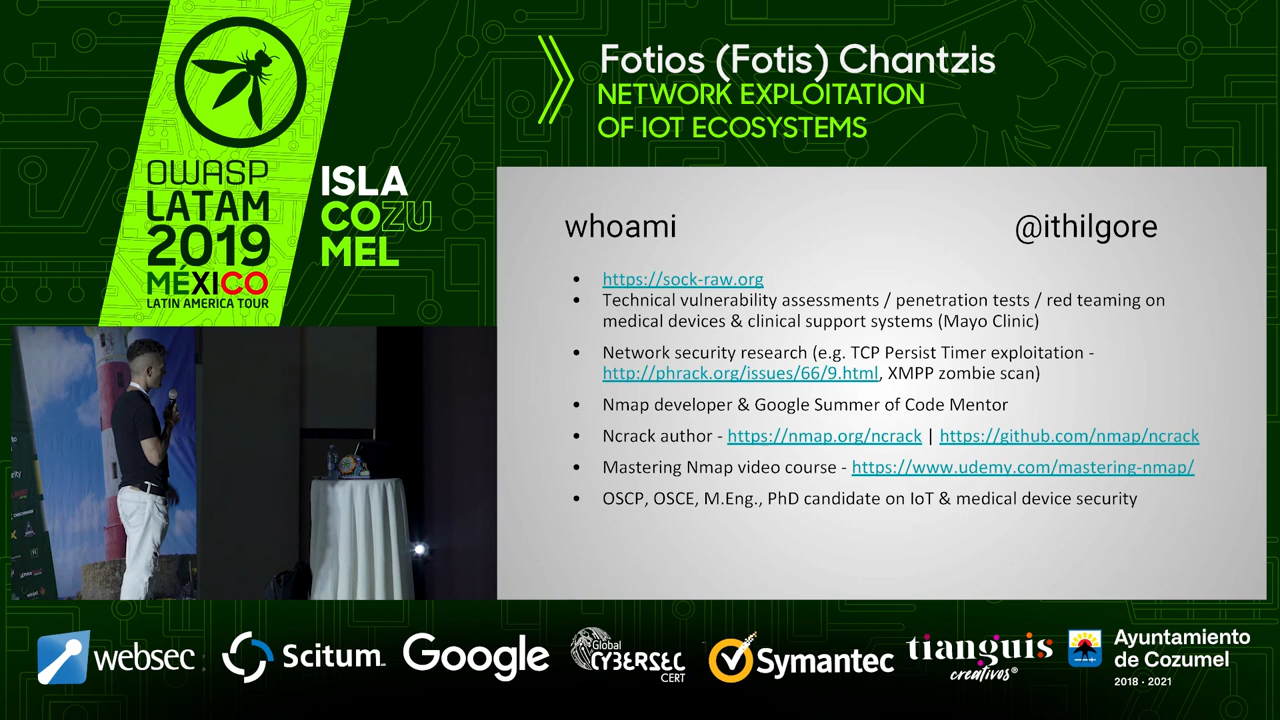 OWASP
LATAM
2019
MÉXICO
LATIN AMERICA TOUR
ISLA
COZU
MEL
Fotios (Fotis) Chantzis
NETWORK EXPLOITATION
OF IOT ECOSYSTEMS
whoami
@ithilgore
https://sock-raw.org
Technical vulnerability assessments / penetration tests / red teaming on
medical devices & clinical support systems (Mayo Clinic)
Network security research (e.g. TCP Persist Timer exploitation -
http://phrack.org/issues/66/9.html, XMPP zombie scan)
Nmap developer & Google Summer of Code Mentor
Ncrack author - https://nmap.org/ncrack | https://github.com/nmap/ncrack
Mastering Nmap video course - https://www.udemy.com/mastering-nmap/
OSCP, OSCE, M.Eng., PhD candidate on IoT & medical device security
websec
Scitum
Google
Global
CYBERSEC
CERT
Symantec
tianguis
creativos®
Ayuntamiento
de Cozumel
2018 · 2021